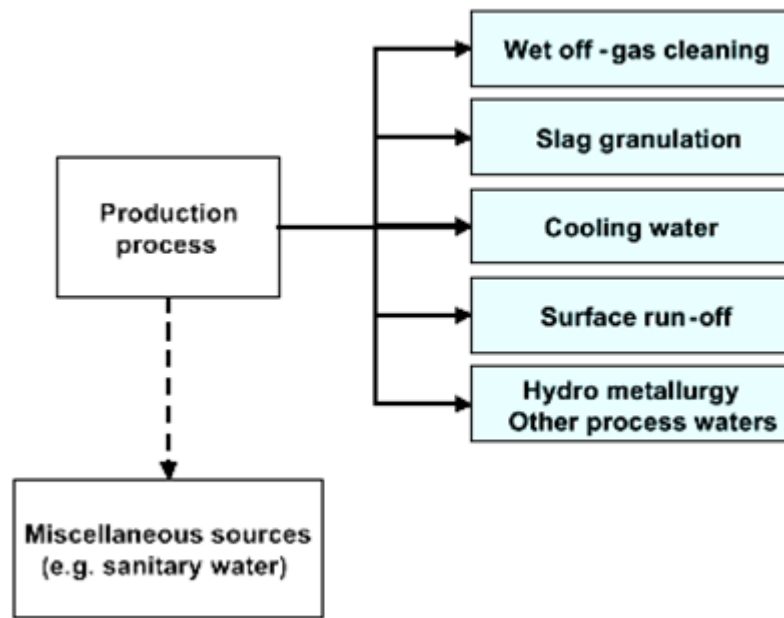 Wet off-gas cleaning
Slag granulation
Production
process
Cooling water
Surface run-off
Hydro metallurgy
Other process waters
Miscellaneous sources
(e.g. sanitary water)